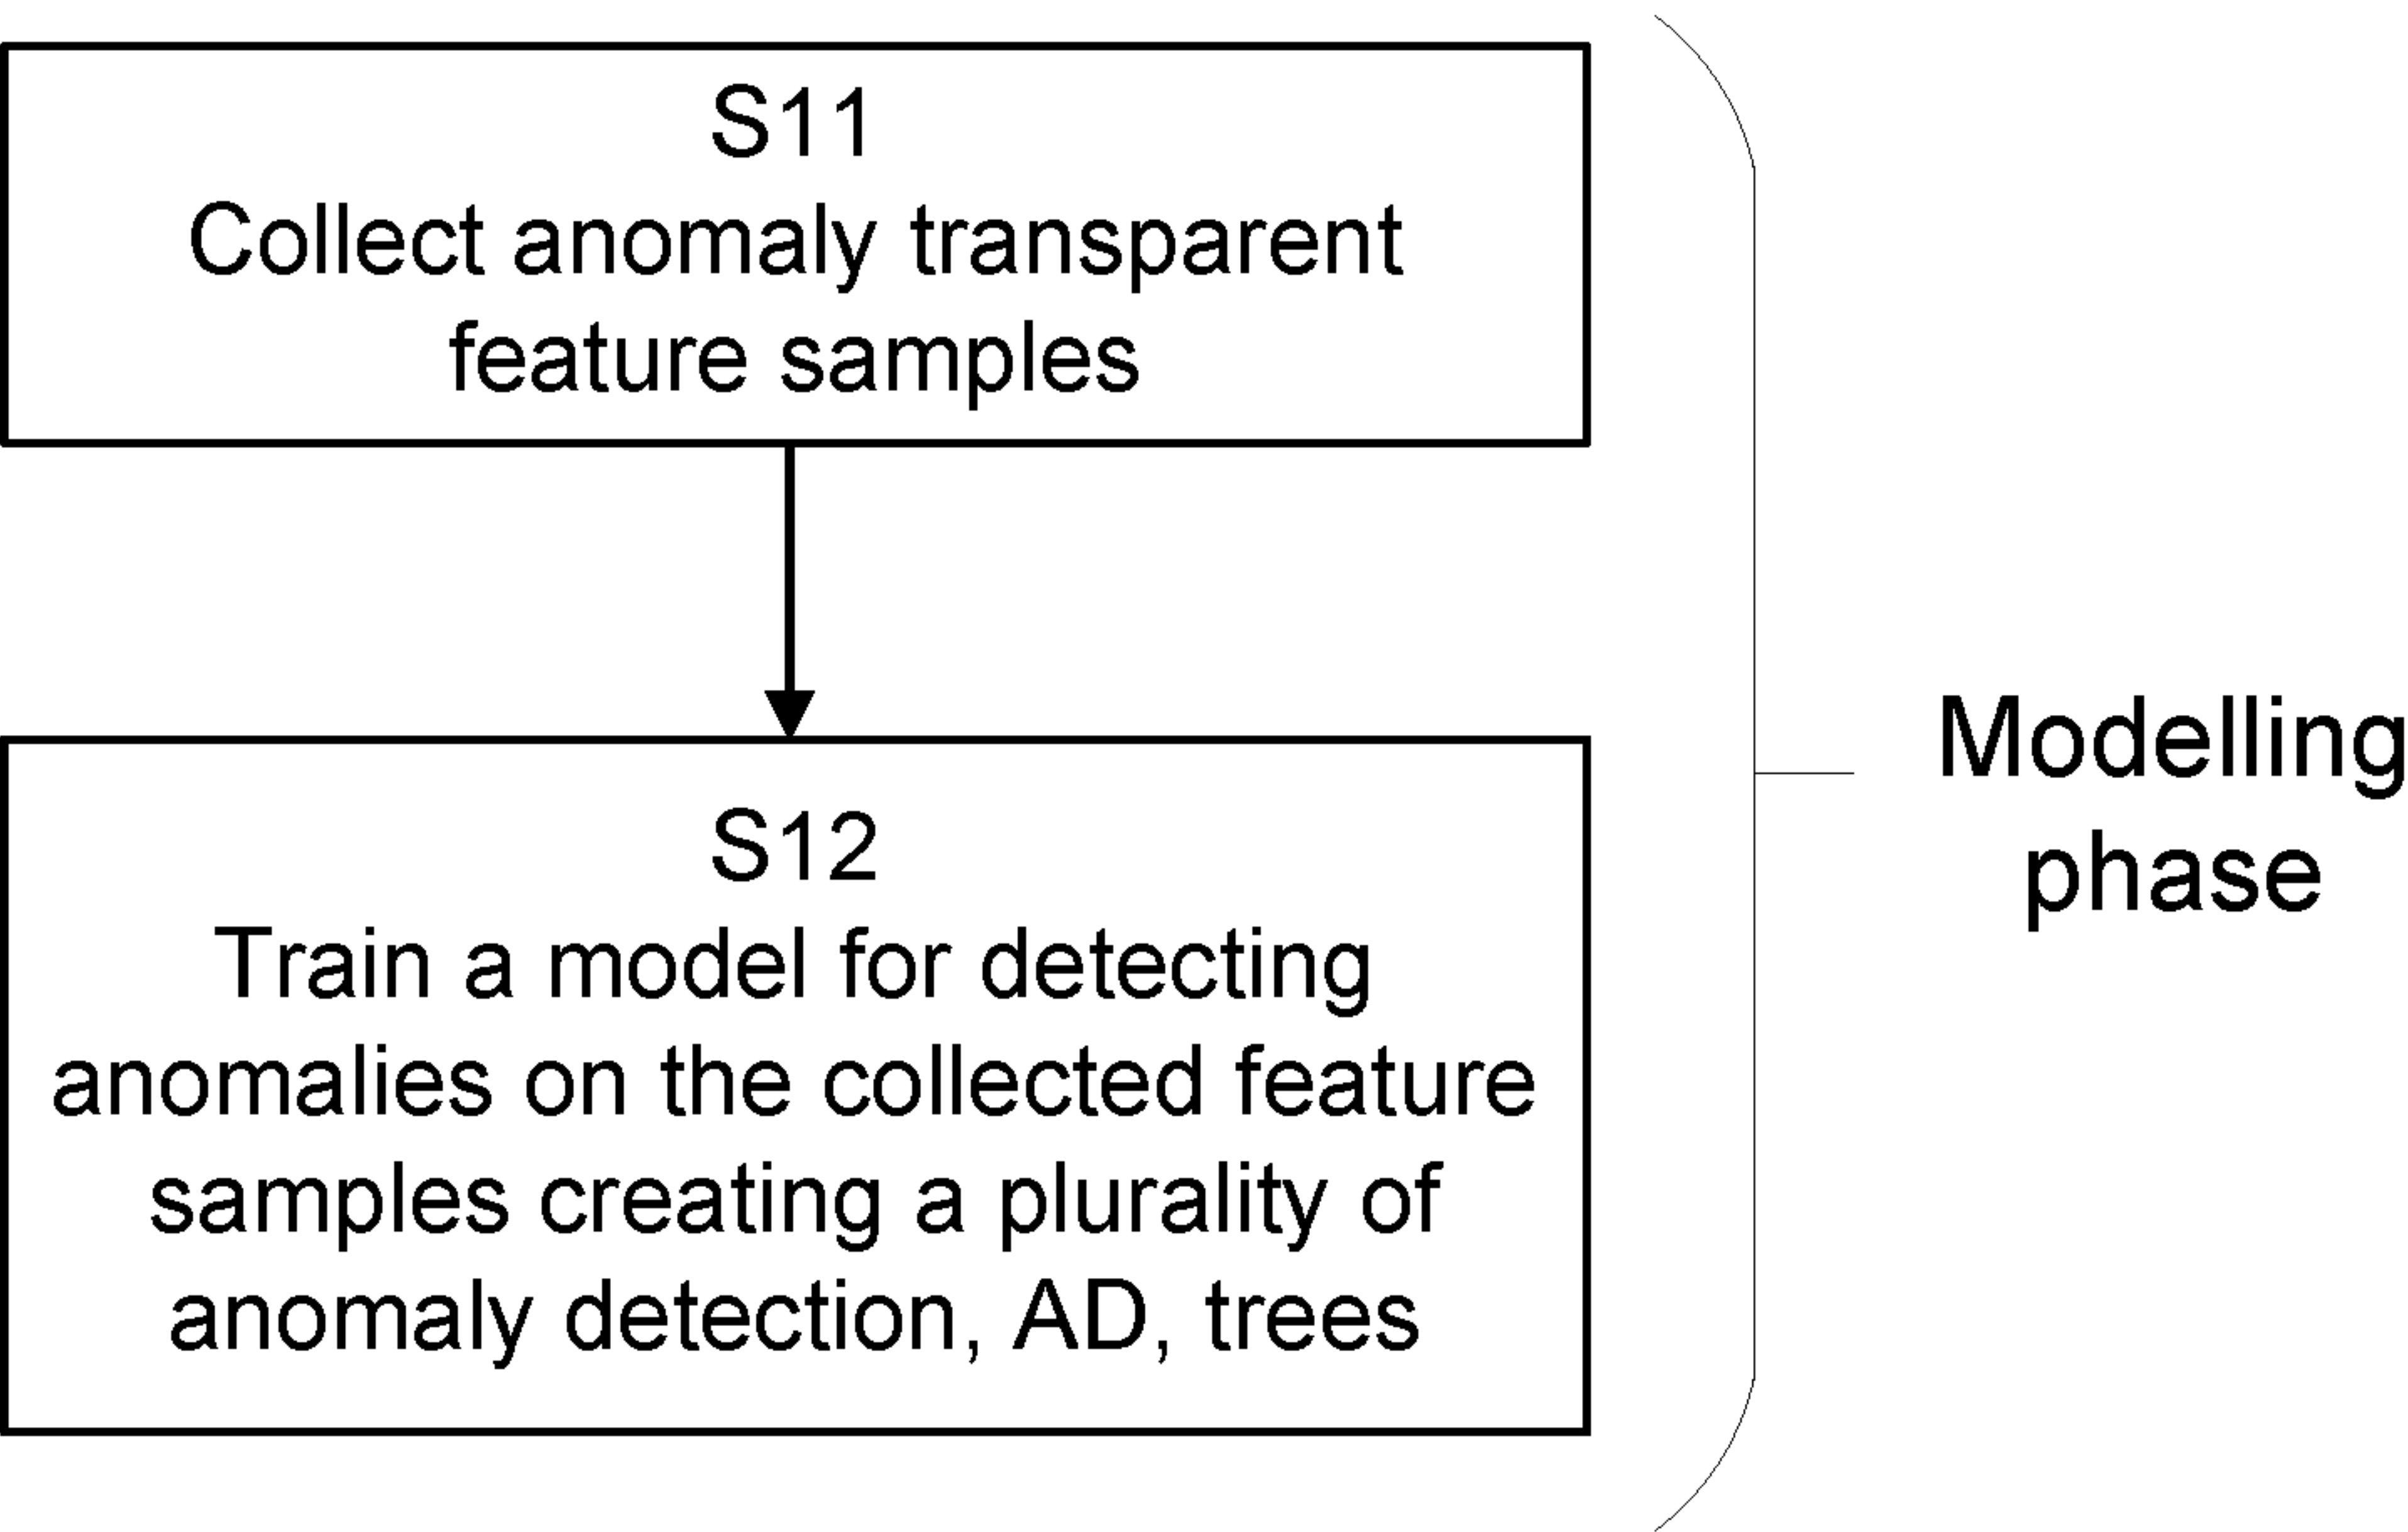 S11
Collect anomaly transparent
feature samples
S12
Train a model for detecting
anomalies on the collected feature
samples creating a plurality of
anomaly detection, AD, trees
Modelling
phase